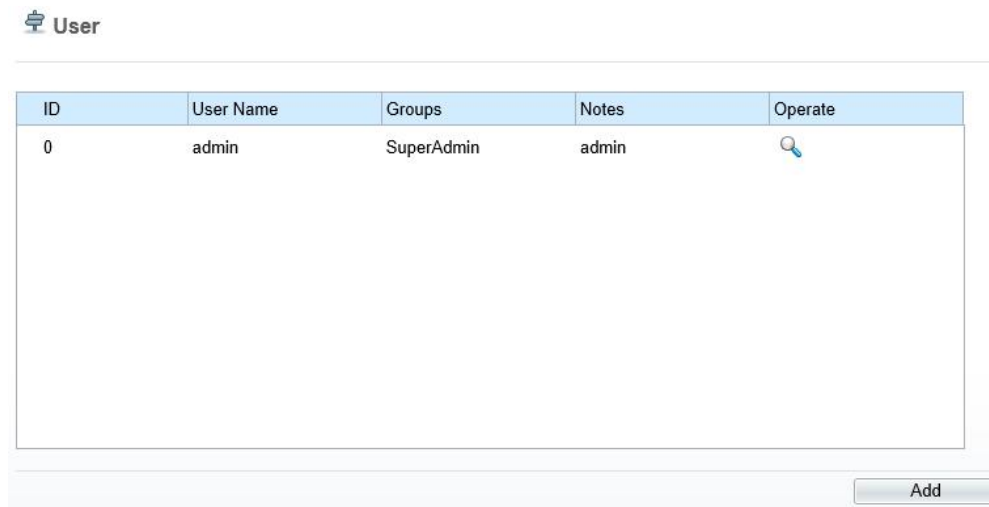 User
ID User Name Groups Notes Operate
0 admin SuperAdmin admin
Add